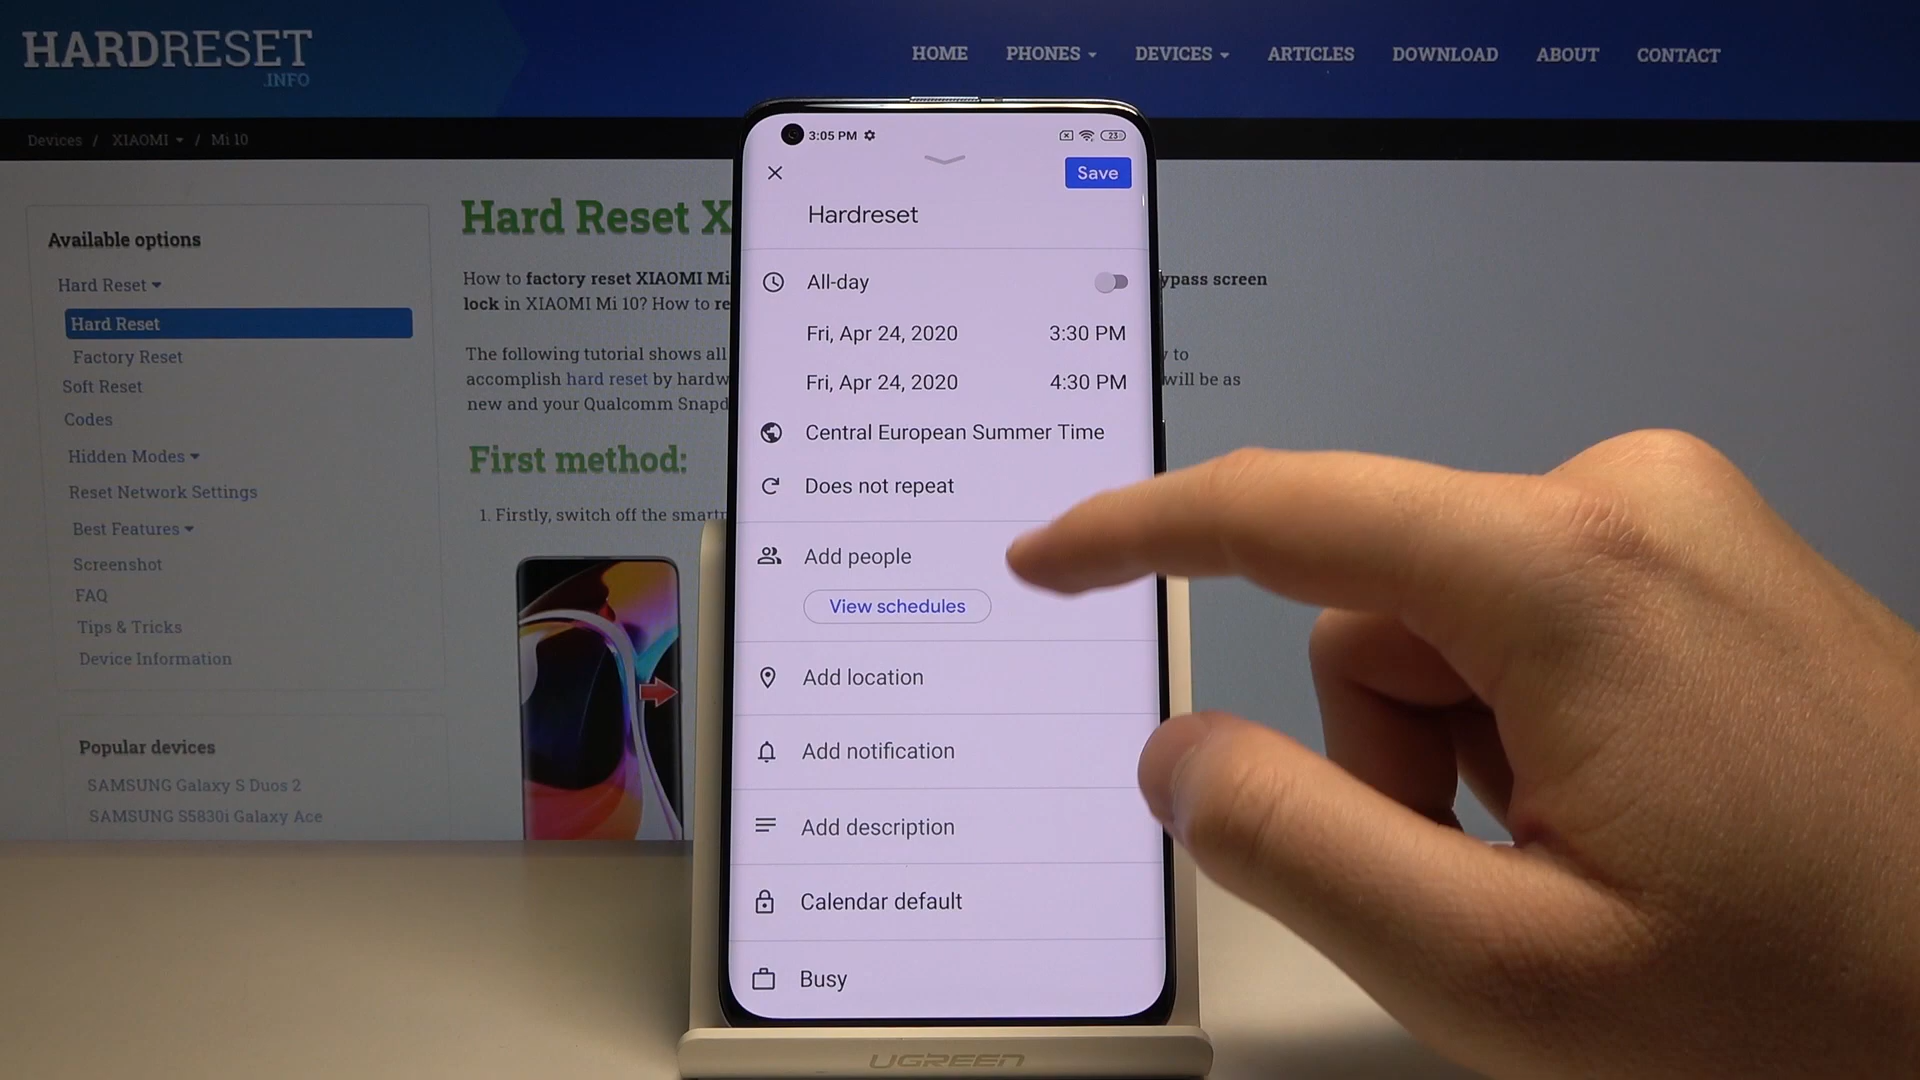 HARDRESET
.INFO
HOME PHONES DEVICES ARTICLES DOWNLOAD ABOUT CONTACT
Devices / XIAOMI / Mi 10
Available options
Hard Reset
Hard Reset
Factory Reset
Soft Reset
Codes
Hidden Modes
Reset Network Settings
Best Features
Screenshot
FAQ
Tips & Tricks
Device Information
Popular devices
SAMSUNG Galaxy S Duos 2
SAMSUNG S5830i Galaxy Ace
Hard Reset X
How to factory reset XIAOMI Mi
ypass screen
lock in XIAOMI Mi 10? How to re
The following tutorial shows all
to
accomplish hard reset by hardw
will be as
new and your Qualcomm Snapd
First method:
1. Firstly, switch off the smartp
3:05 PM
23
Save
Hardreset
All-day
Fri, Apr 24, 2020 3:30 PM
Fri, Apr 24, 2020 4:30 PM
Central European Summer Time
Does not repeat
Add people
View schedules
Add location
Add notification
Add description
Calendar default
Busy
UGREEN